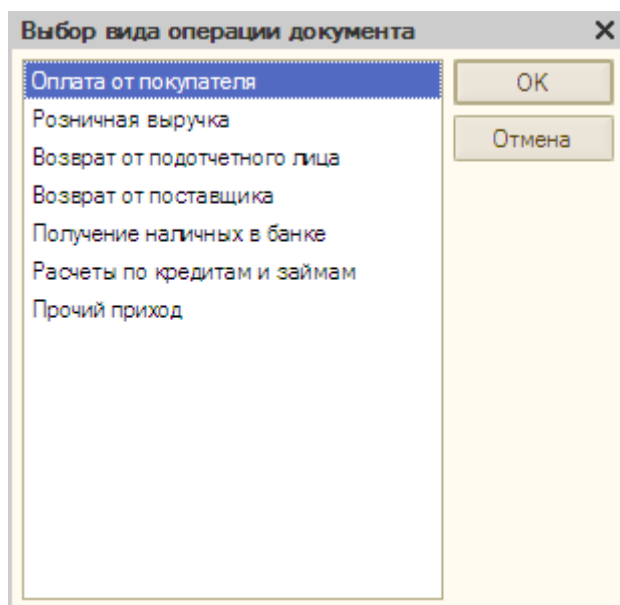 Выбор вида операции документа
Оплата от покупателя
OK
Розничная выручка
Отмена
Возврат от подотчетного лица
Возврат от поставщика
Получение наличных в банке
Расчеты по кредитам и займам
Прочий приход